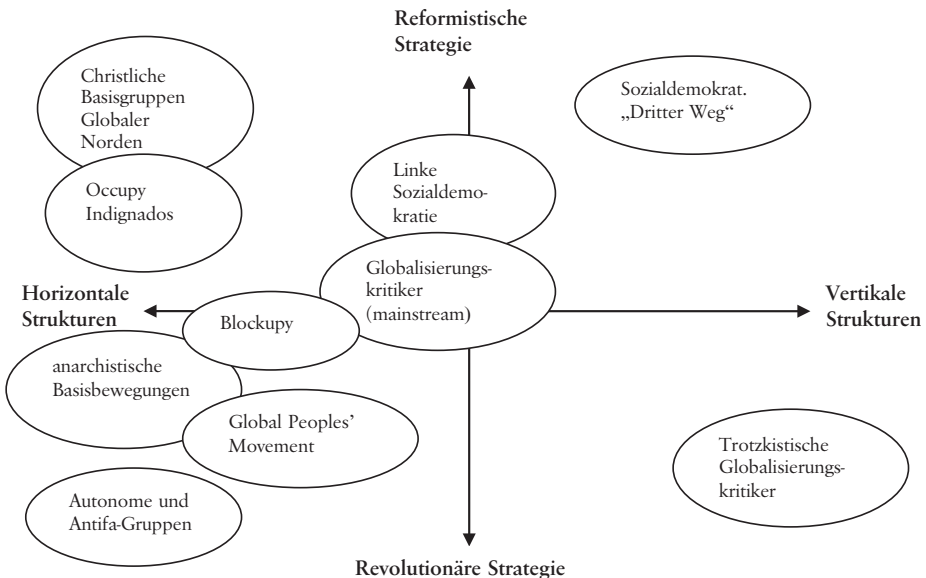 Reformistische
Strategie
Christliche
Basisgruppen
Globaler
Norden
Sozialdemokrat.
„Dritter Weg“
Linke
Sozialdemo-
kratie
Occupy
Indignados
Globalisierungs-
kritiker
(mainstream)
Horizontale
Strukturen
Vertikale
Strukturen
Blockupy
anarchistische
Basisbewegungen
Global Peoples’
Movement
Trotzkistische
Globalisierungs-
kritiker
Autonome und
Antifa-Gruppen
Revolutionäre Strategie